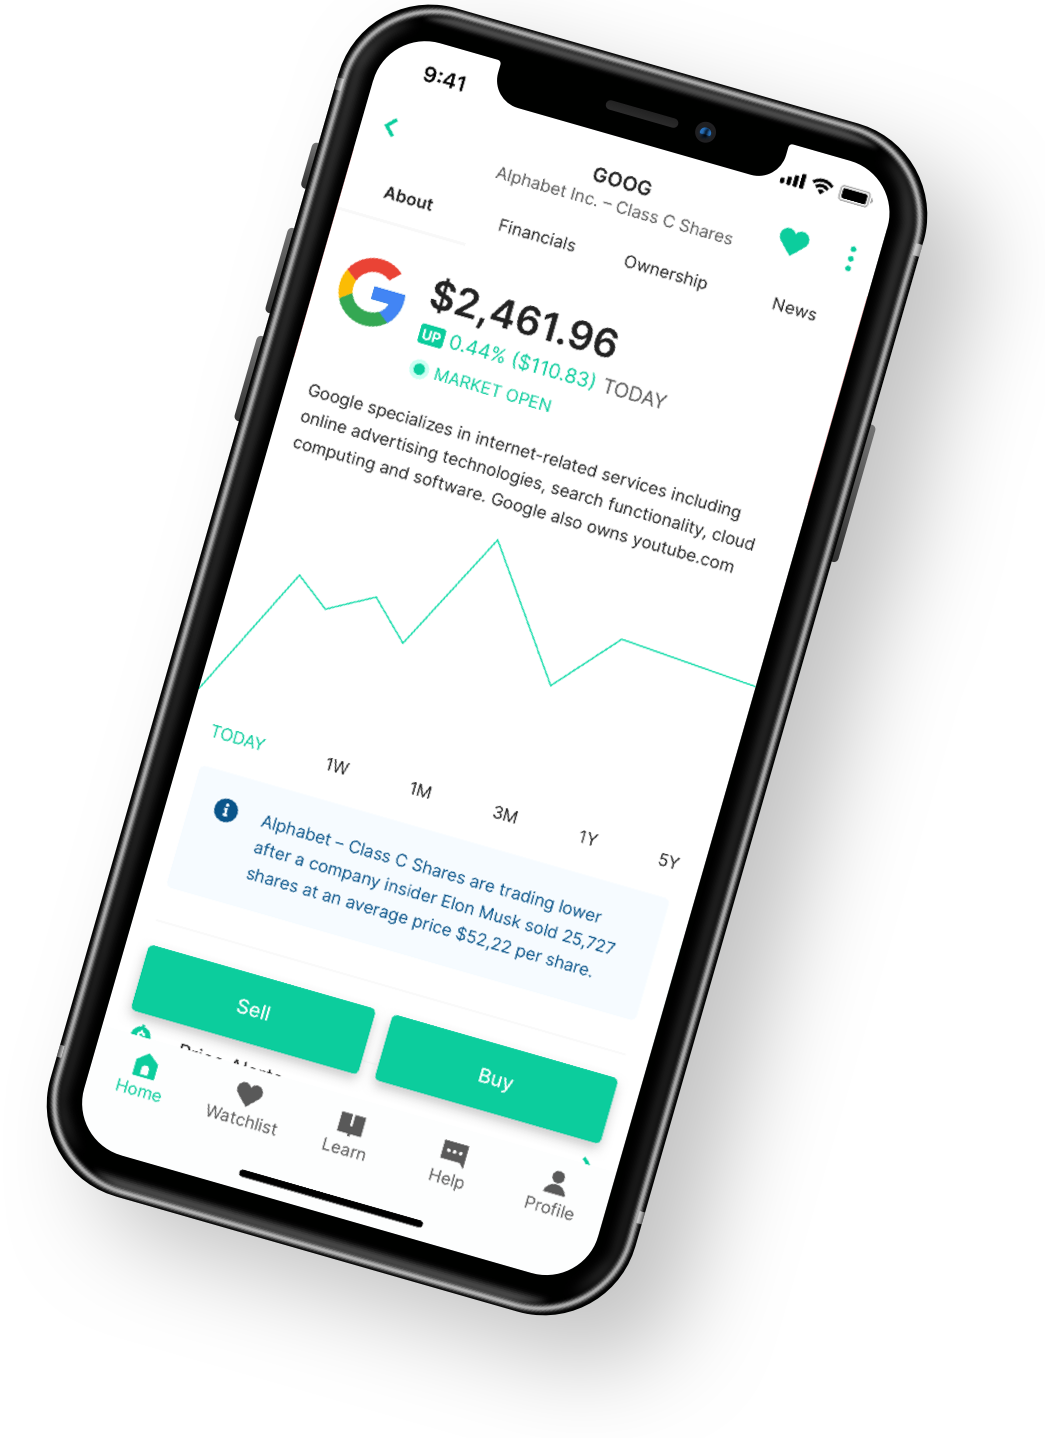 9:41
GOOG
Alphabet Inc. – Class C Shares
About
Financials
Ownership
News
$2,461.96
UP 0.44% ($110.83) TODAY
MARKET OPEN
Google specializes in internet-related services including
online advertising technologies, search functionality, cloud
computing and software. Google also owns youtube.com
TODAY
1W
1M
3M
1Y
5Y
Alphabet – Class C Shares are trading lower
after a company insider Elon Musk sold 25,727
shares at an average price $52,22 per share.
Sell
Buy
Price Alerts
Home
Watchlist
Learn
Help
Profile